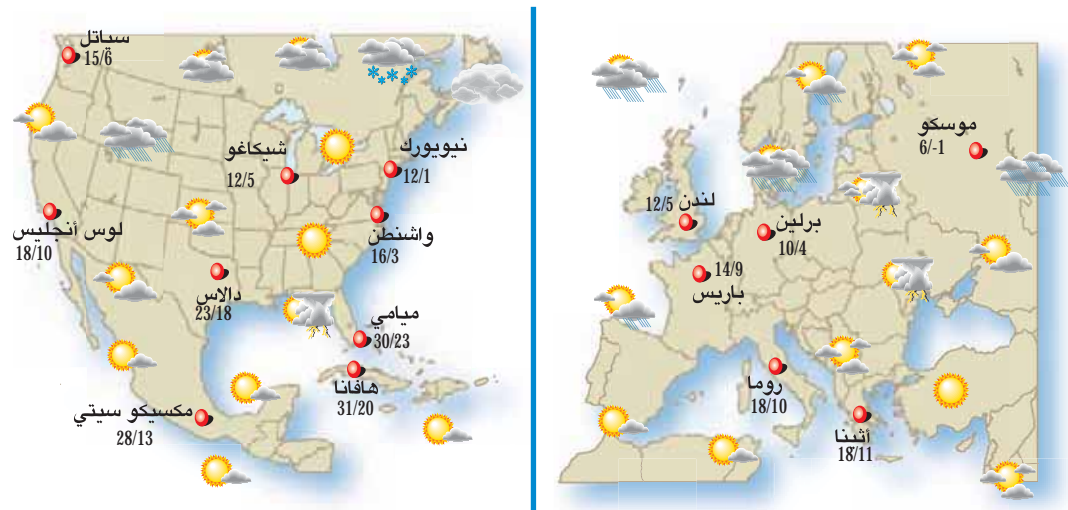 سياتل
15/6
شيكاغو
12/5
نيويورك
12/1
لوس أنجليس
18/10
واشنطن
16/3
دالاس
23/18
ميامي
30/23
هافانا
31/20
مكسيكو سيتي
28/13
موسكو
6/-1
لندن
12/5
برلين
10/4
14/9
باريس
روما
18/10
أثينا
18/11